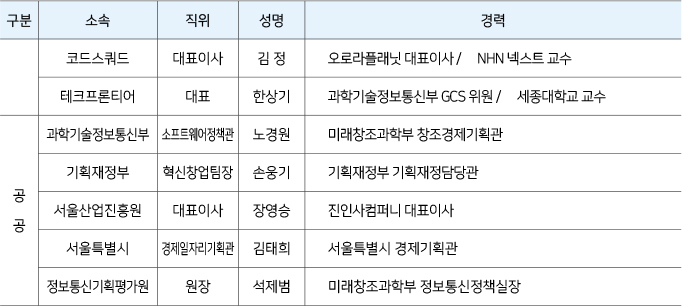 구분 소속 직위 성명 경력
코드스쿼드 대표이사 김 정 오로라플래닛 대표이사 / NHN 넥스트 교수
테크프론티어 대표 한상기 과학기술정보통신부 GCS 위원 / 세종대학교 교수
공공 과학기술정보통신부 소프트웨어정책관 노경원 미래창조과학부 창조경제기획관
기획재정부 혁신창업팀장 손웅기 기획재정부 기획재정담당관
서울산업진흥원 대표이사 장영승 진인사컴퍼니 대표이사
서울특별시 경제일자리기획관 김태희 서울특별시 경제기획관
정보통신기획평가원 원장 석제범 미래창조과학부 정보통신정책실장